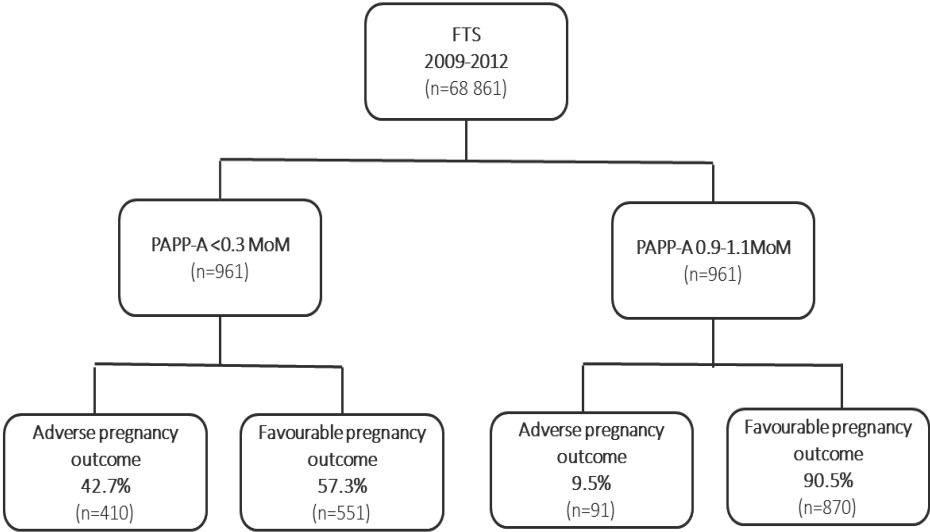 FTS
2009-2012
(n=68 861)
PAPP-A <0.3 MoM
(n=961)
PAPP-A 0.9-1.1MoM
(n=961)
Adverse pregnancy
outcome
42.7%
(n=410)
Favourable pregnancy
outcome
57.3%
(n=551)
Adverse pregnancy
outcome
9.5%
(n=91)
Favourable pregnancy
outcome
90.5%
(n=870)